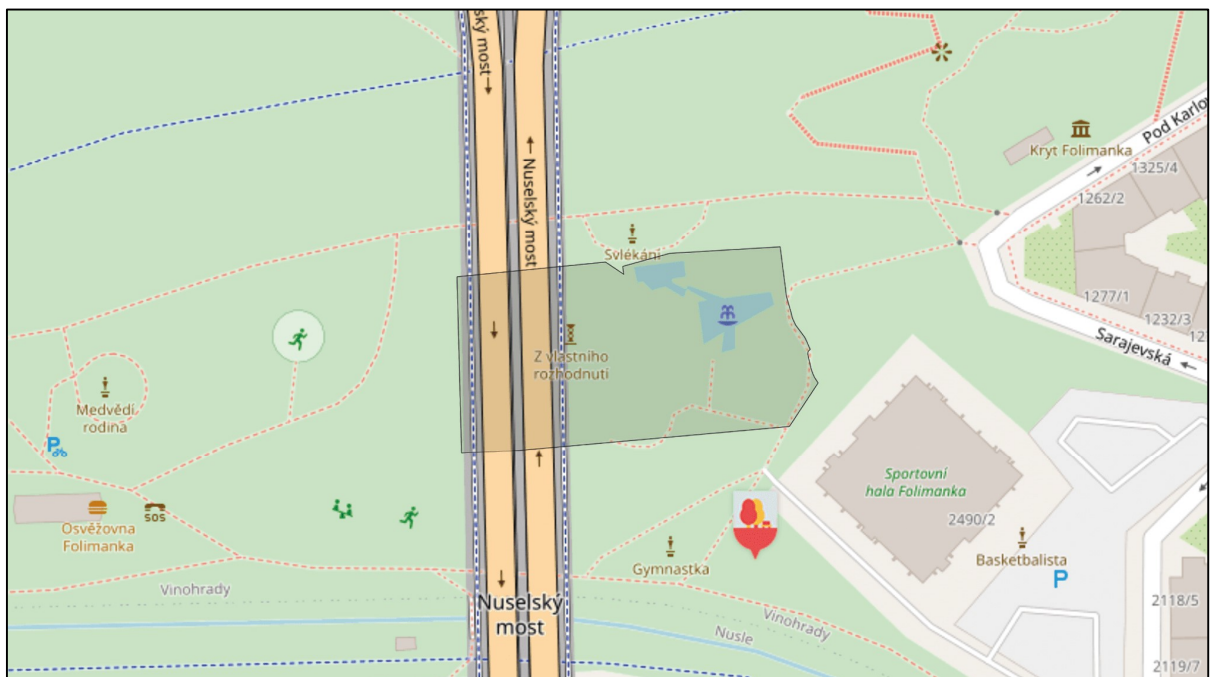 ský most
Nuselský most
Pod Karlov
Kryt Folimanka
1325/4
1262/2
Svlékání
1277/1
1232/3
Sarajevská
Z vlastního
rozhodnutí
Medvědí
rodina
P
Sportovní
hala Folimanka
2490/2
SOS
Osvěžovna
Folimanka
Gymnastka
Basketbalista
P
Vinohrady
Nuselský
most
Vinohrady
Nusle
2118/5
2119/7